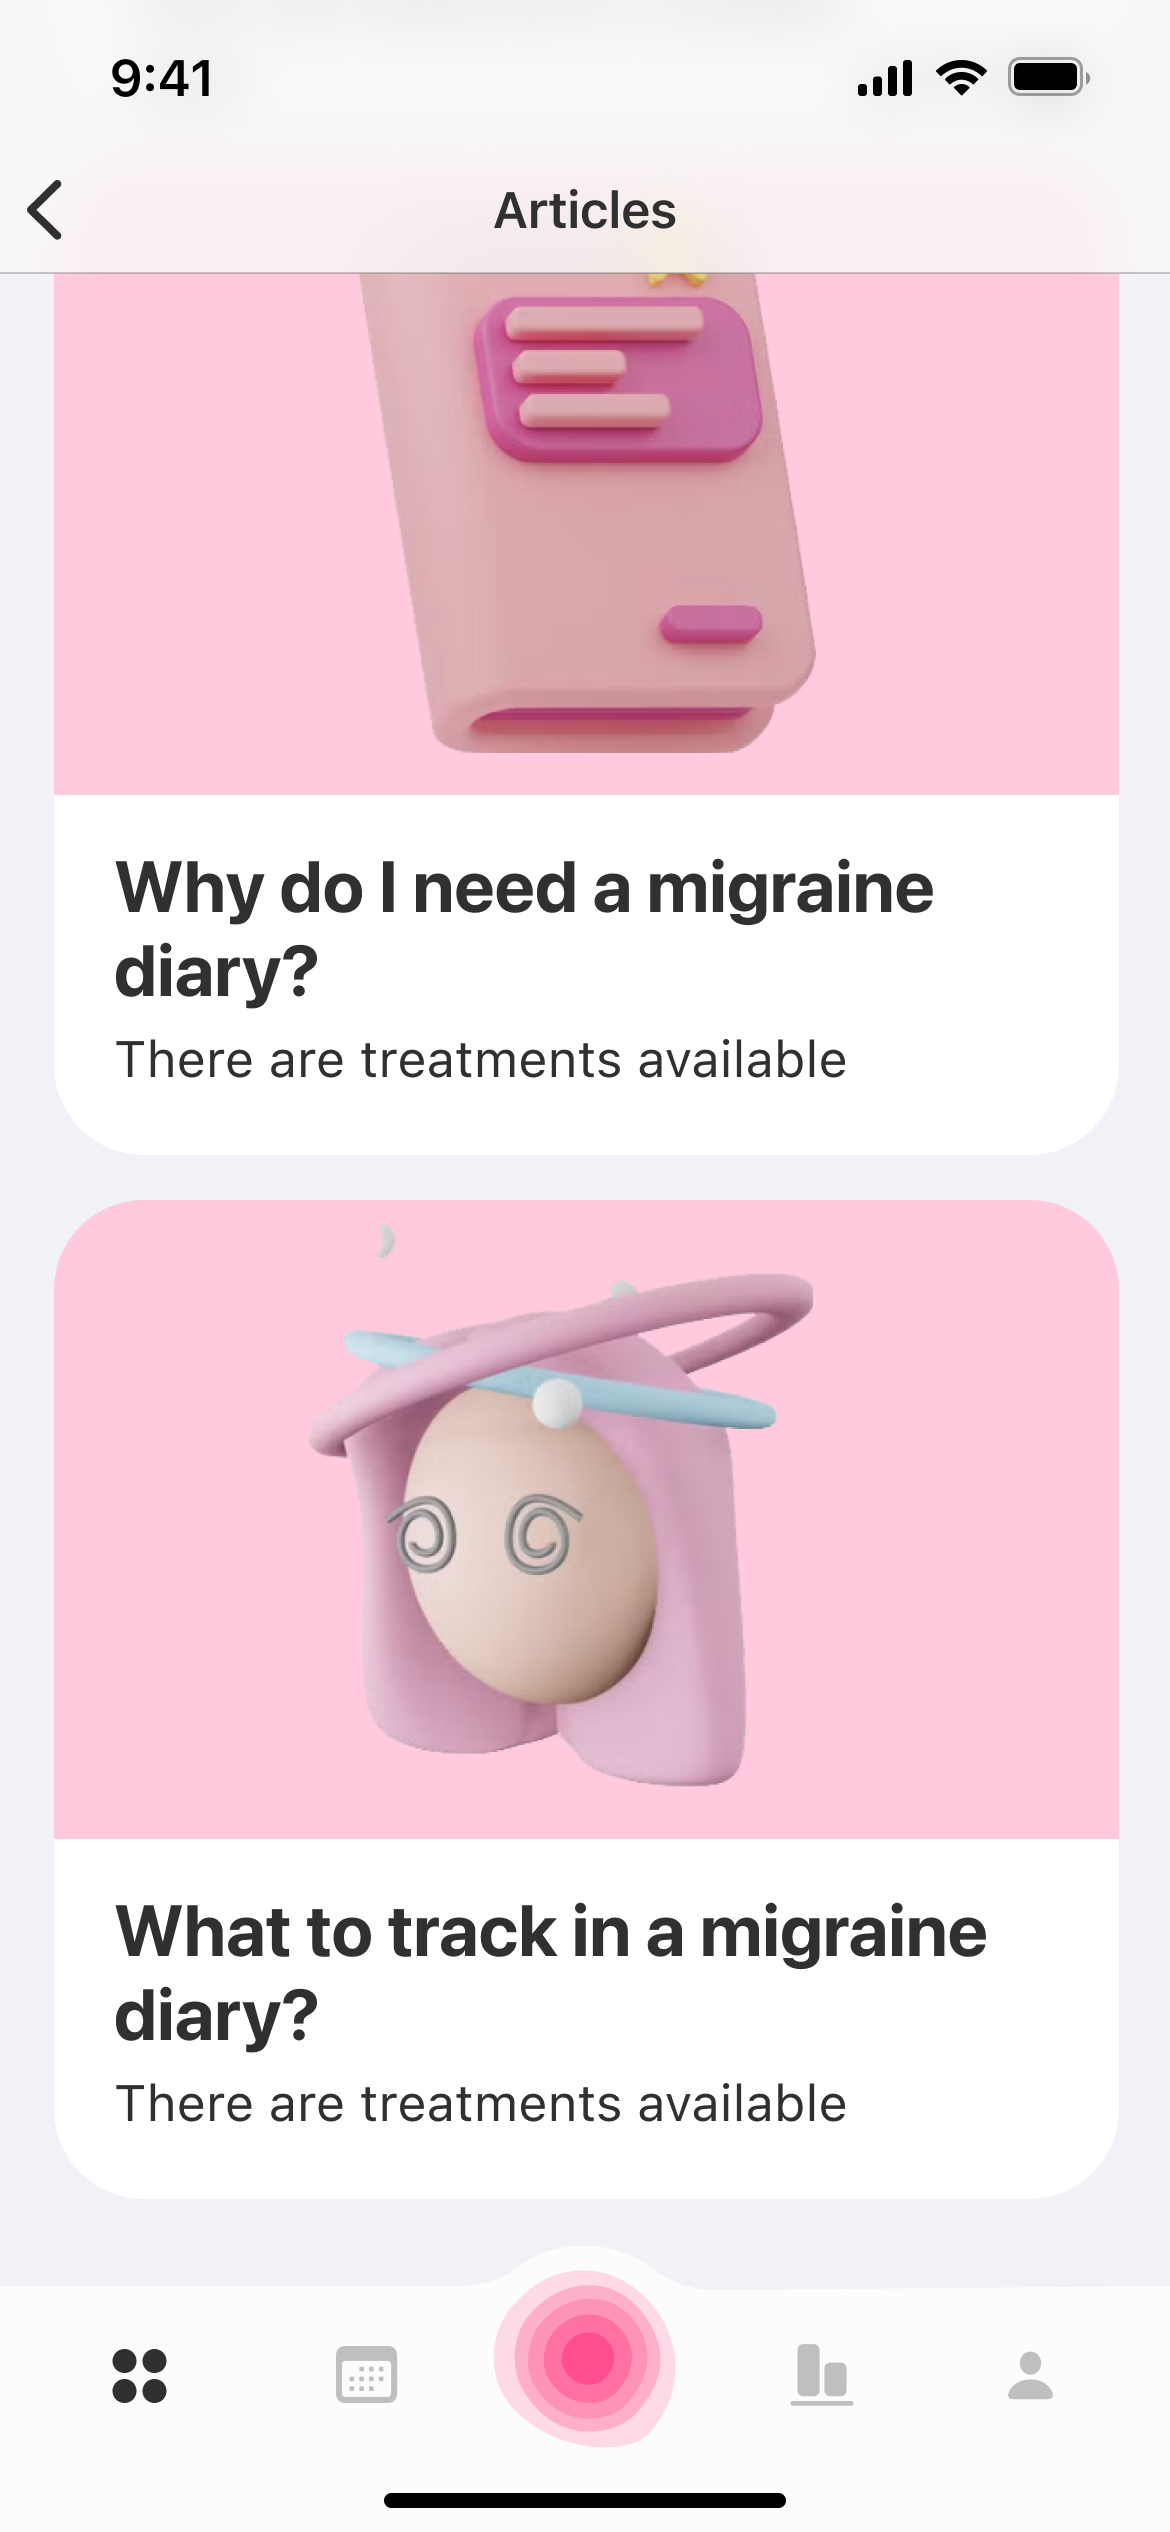 9:41
Articles
Why do I need a migraine
diary?
There are treatments available
What to track in a migraine
diary?
There are treatments available